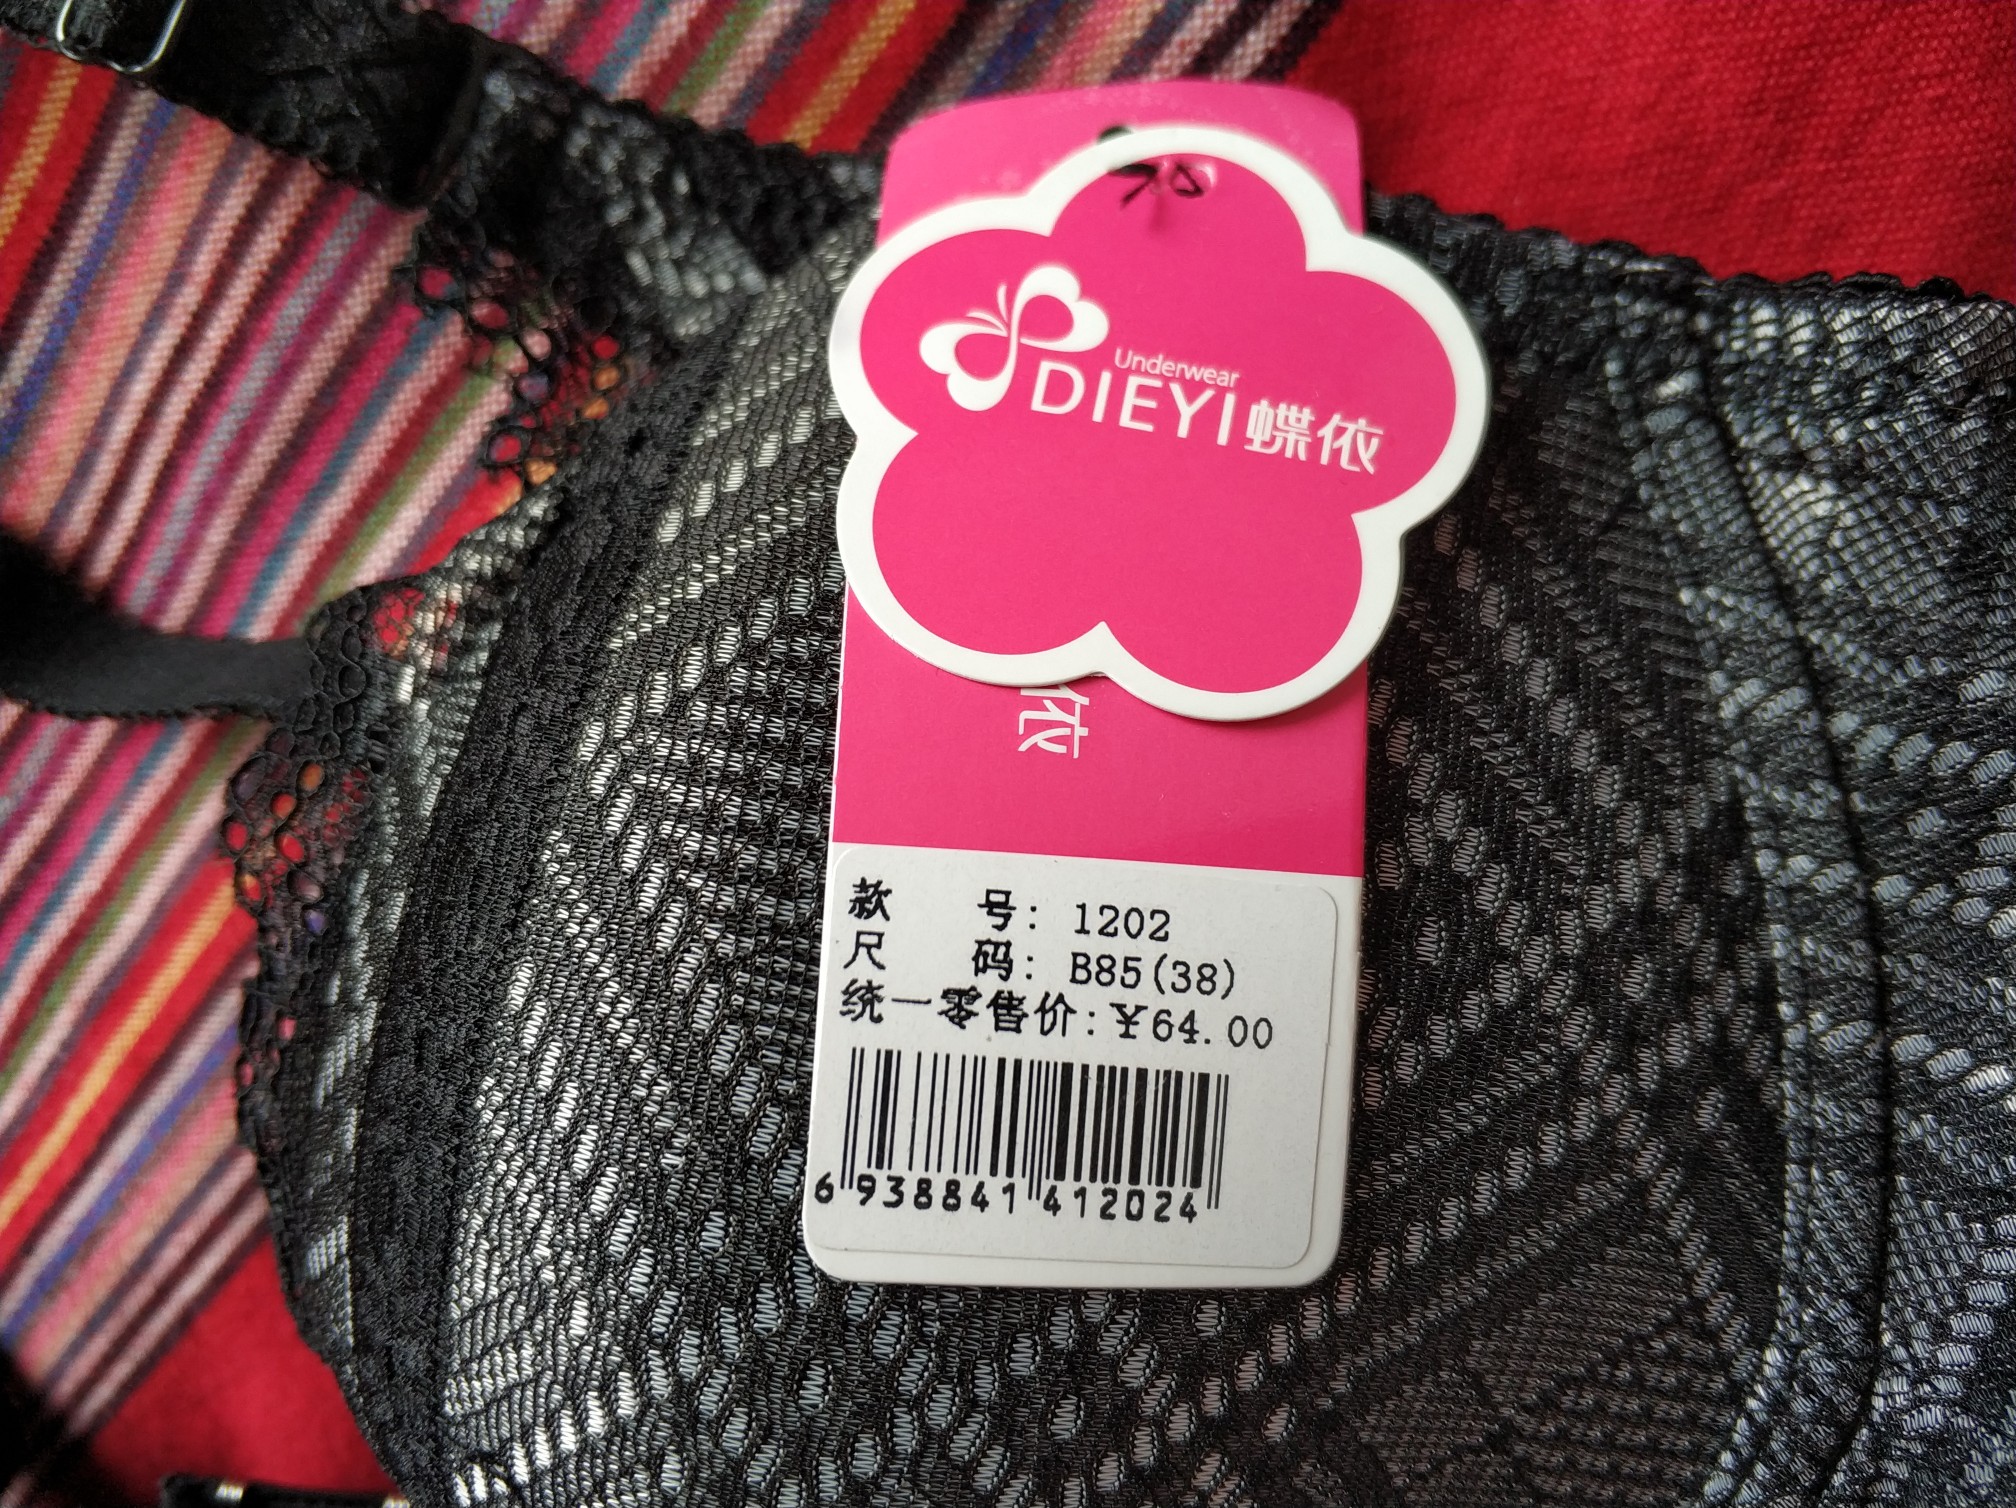 Underwear
DIEYI 蝶依
依
款 号: 1202
尺 码: B85(38)
统一零售价:¥64.00
6 938841 412024